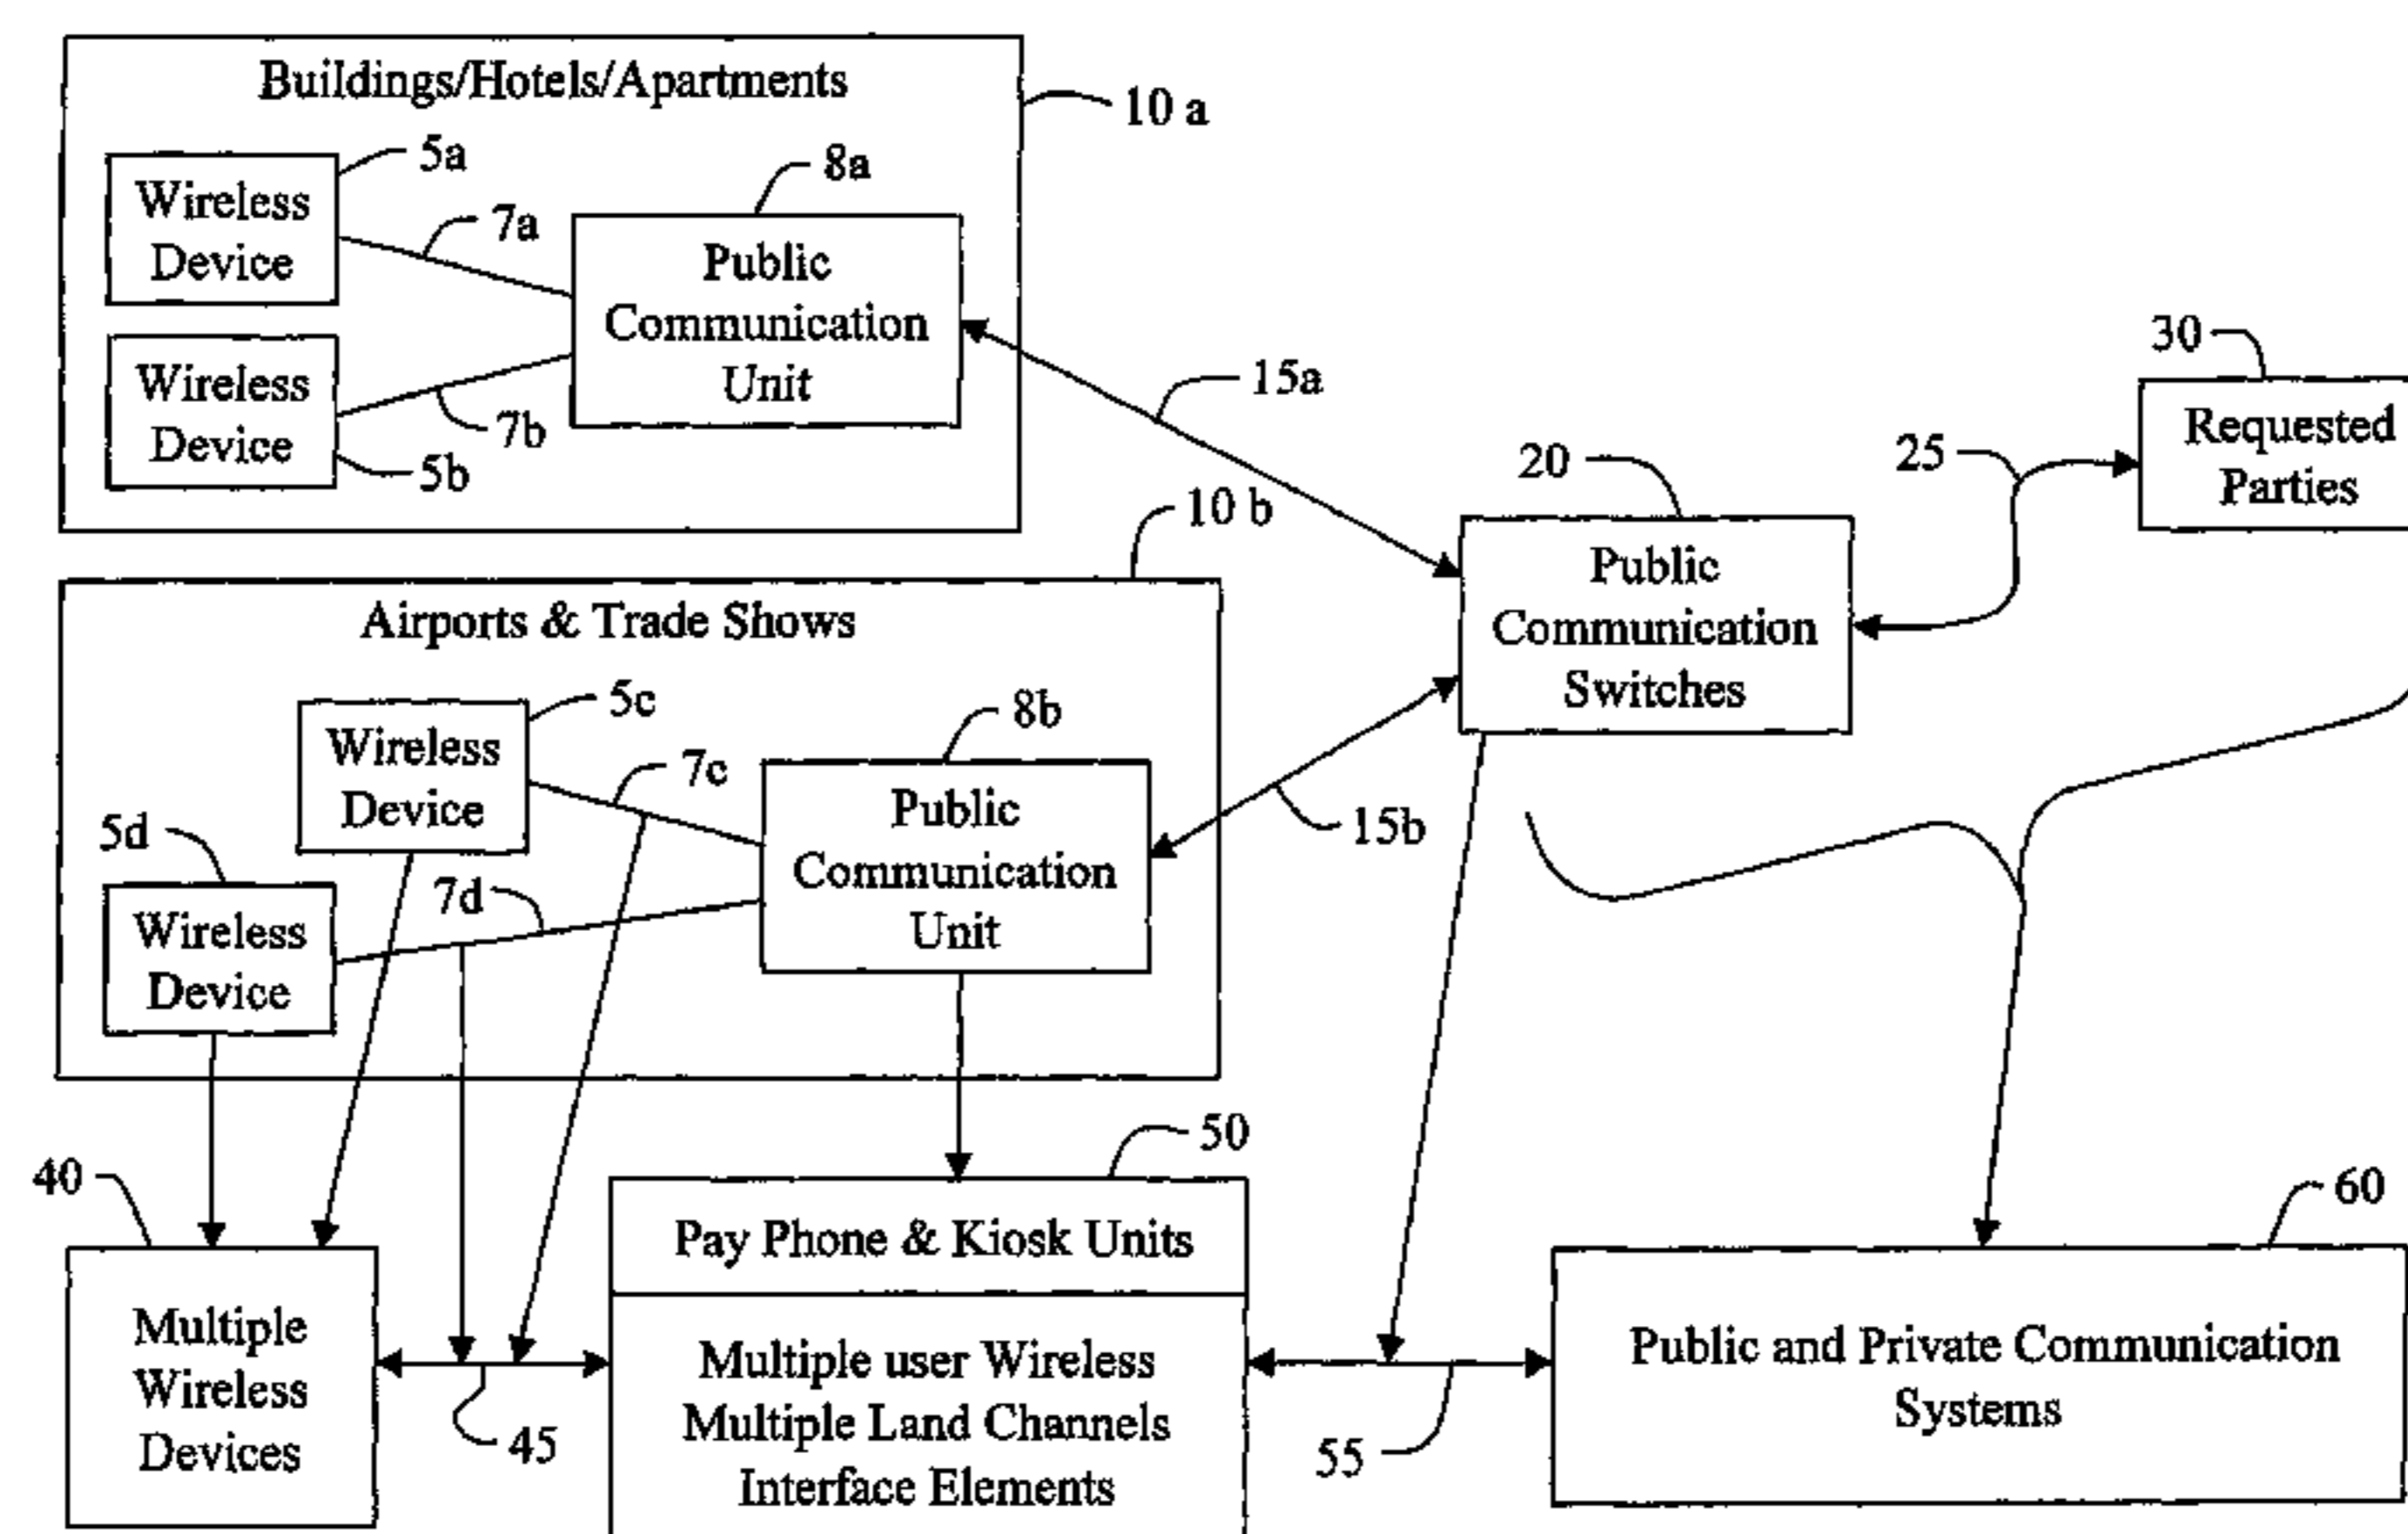 Buildings/Hotels/Apartments
10 a
5a
Wireless
Device
7a
8a
Public
Communication
Unit
Wireless
Device
7b
5b
15a
30
Requested
Parties
25
20
Public
Communication
Switches
10 b
Airports & Trade Shows
5c
Wireless
Device
7c
8b
Public
Communication
Unit
15b
5d
Wireless
Device
7d
40
Multiple
Wireless
Devices
45
50
Pay Phone & Kiosk Units
Multiple user Wireless
Multiple Land Channels
Interface Elements
55
60
Public and Private Communication
Systems